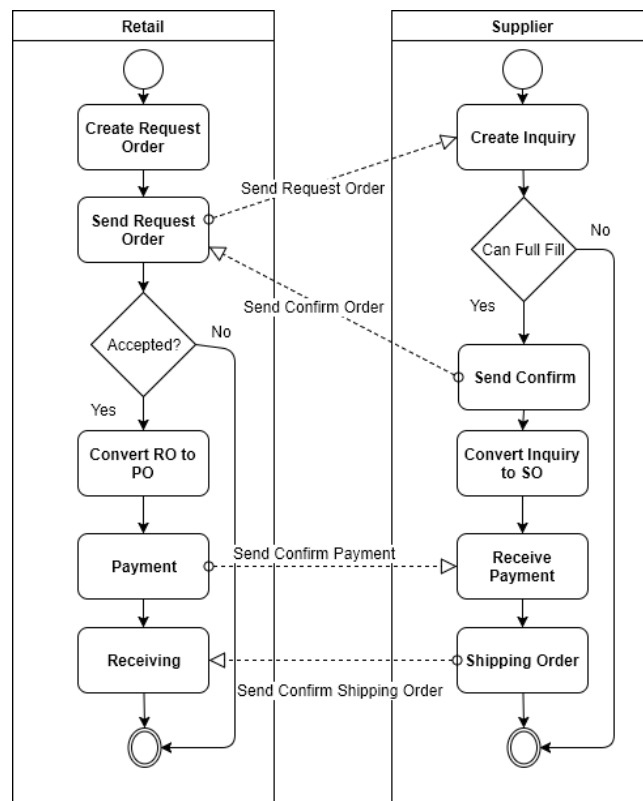 Retail
Supplier
Create Request
Order
Create Inquiry
Send Request Order
Send Request
Order
No
Can Full Fill
Send Confirm Order
Yes
No
Accepted?
Send Confirm
Yes
Convert RO to
PO
Convert Inquiry
to SO
Send Confirm Payment
Payment
Receive
Payment
Receiving
Shipping Order
Send Confirm Shipping Order